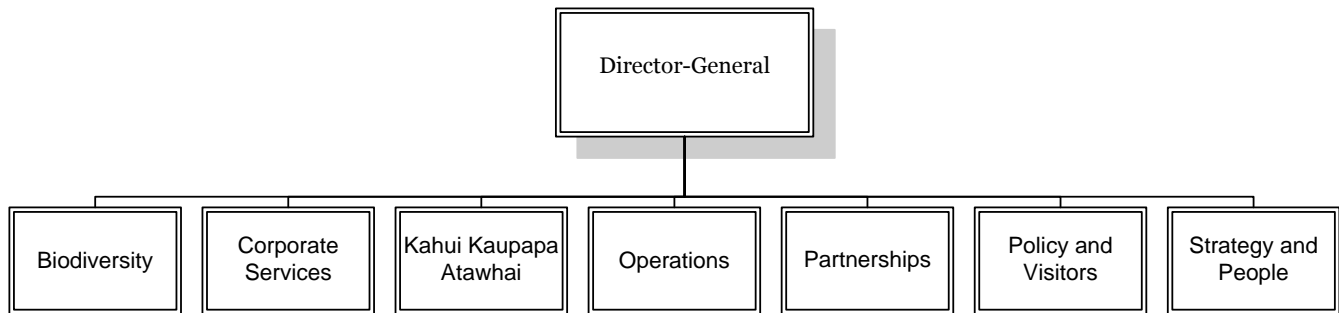 Director-General
Biodiversity
Corporate
Services
Kahui Kaupapa
Atawhai
Operations
Partnerships
Policy and
Visitors
Strategy and
People